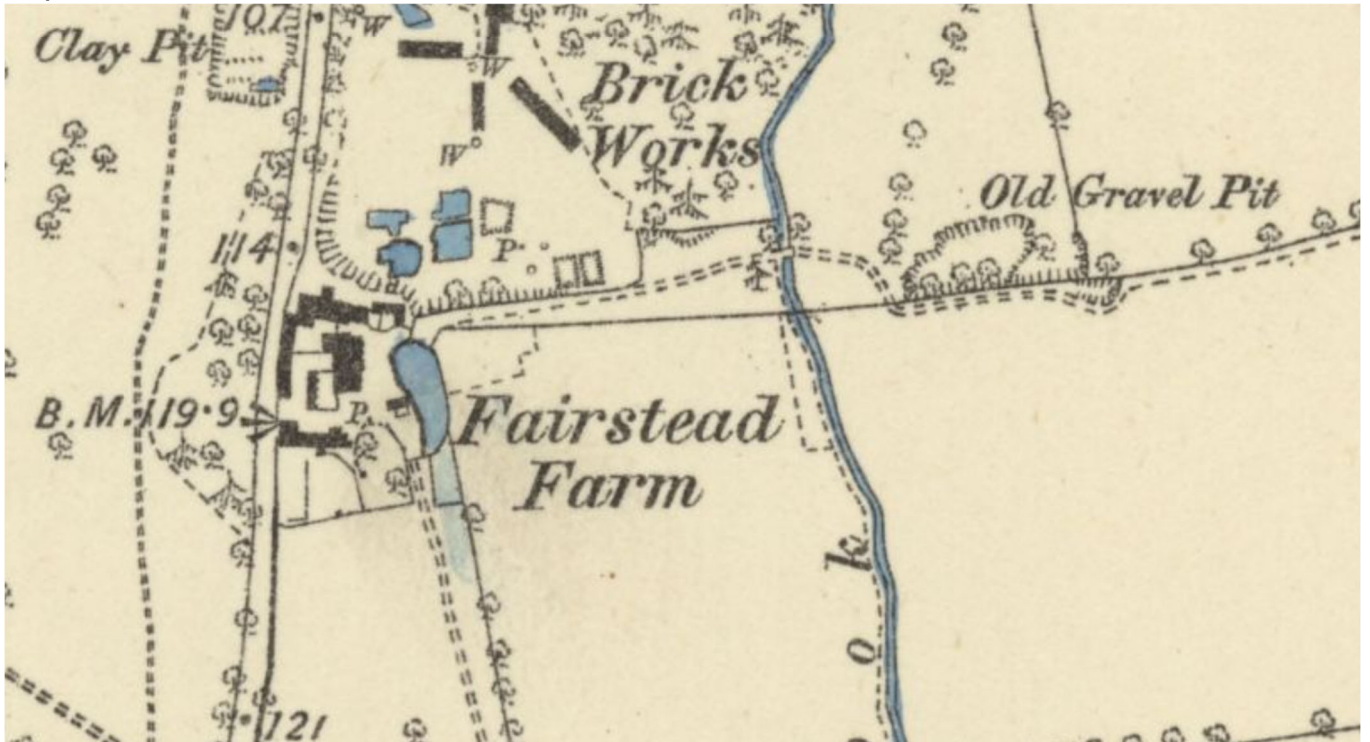 107
W
Clay Pit
W
Brick
Works
W
Old Gravel Pit
114
P
B.M. 119·9
P.
Fairstead
Farm
k
o
121